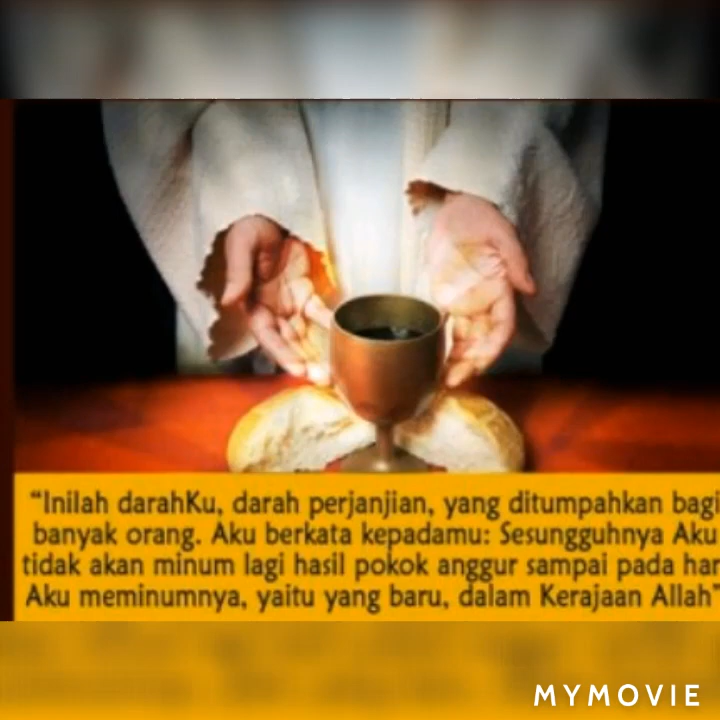 “Inilah darahKu, darah perjanjian, yang ditumpahkan bagi
banyak orang. Aku berkata kepadamu: Sesungguhnya Aku
tidak akan minum lagi hasil pokok anggur sampai pada har
Aku meminumnya, yaitu yang baru, dalam Kerajaan Allah”
MYMOVIE